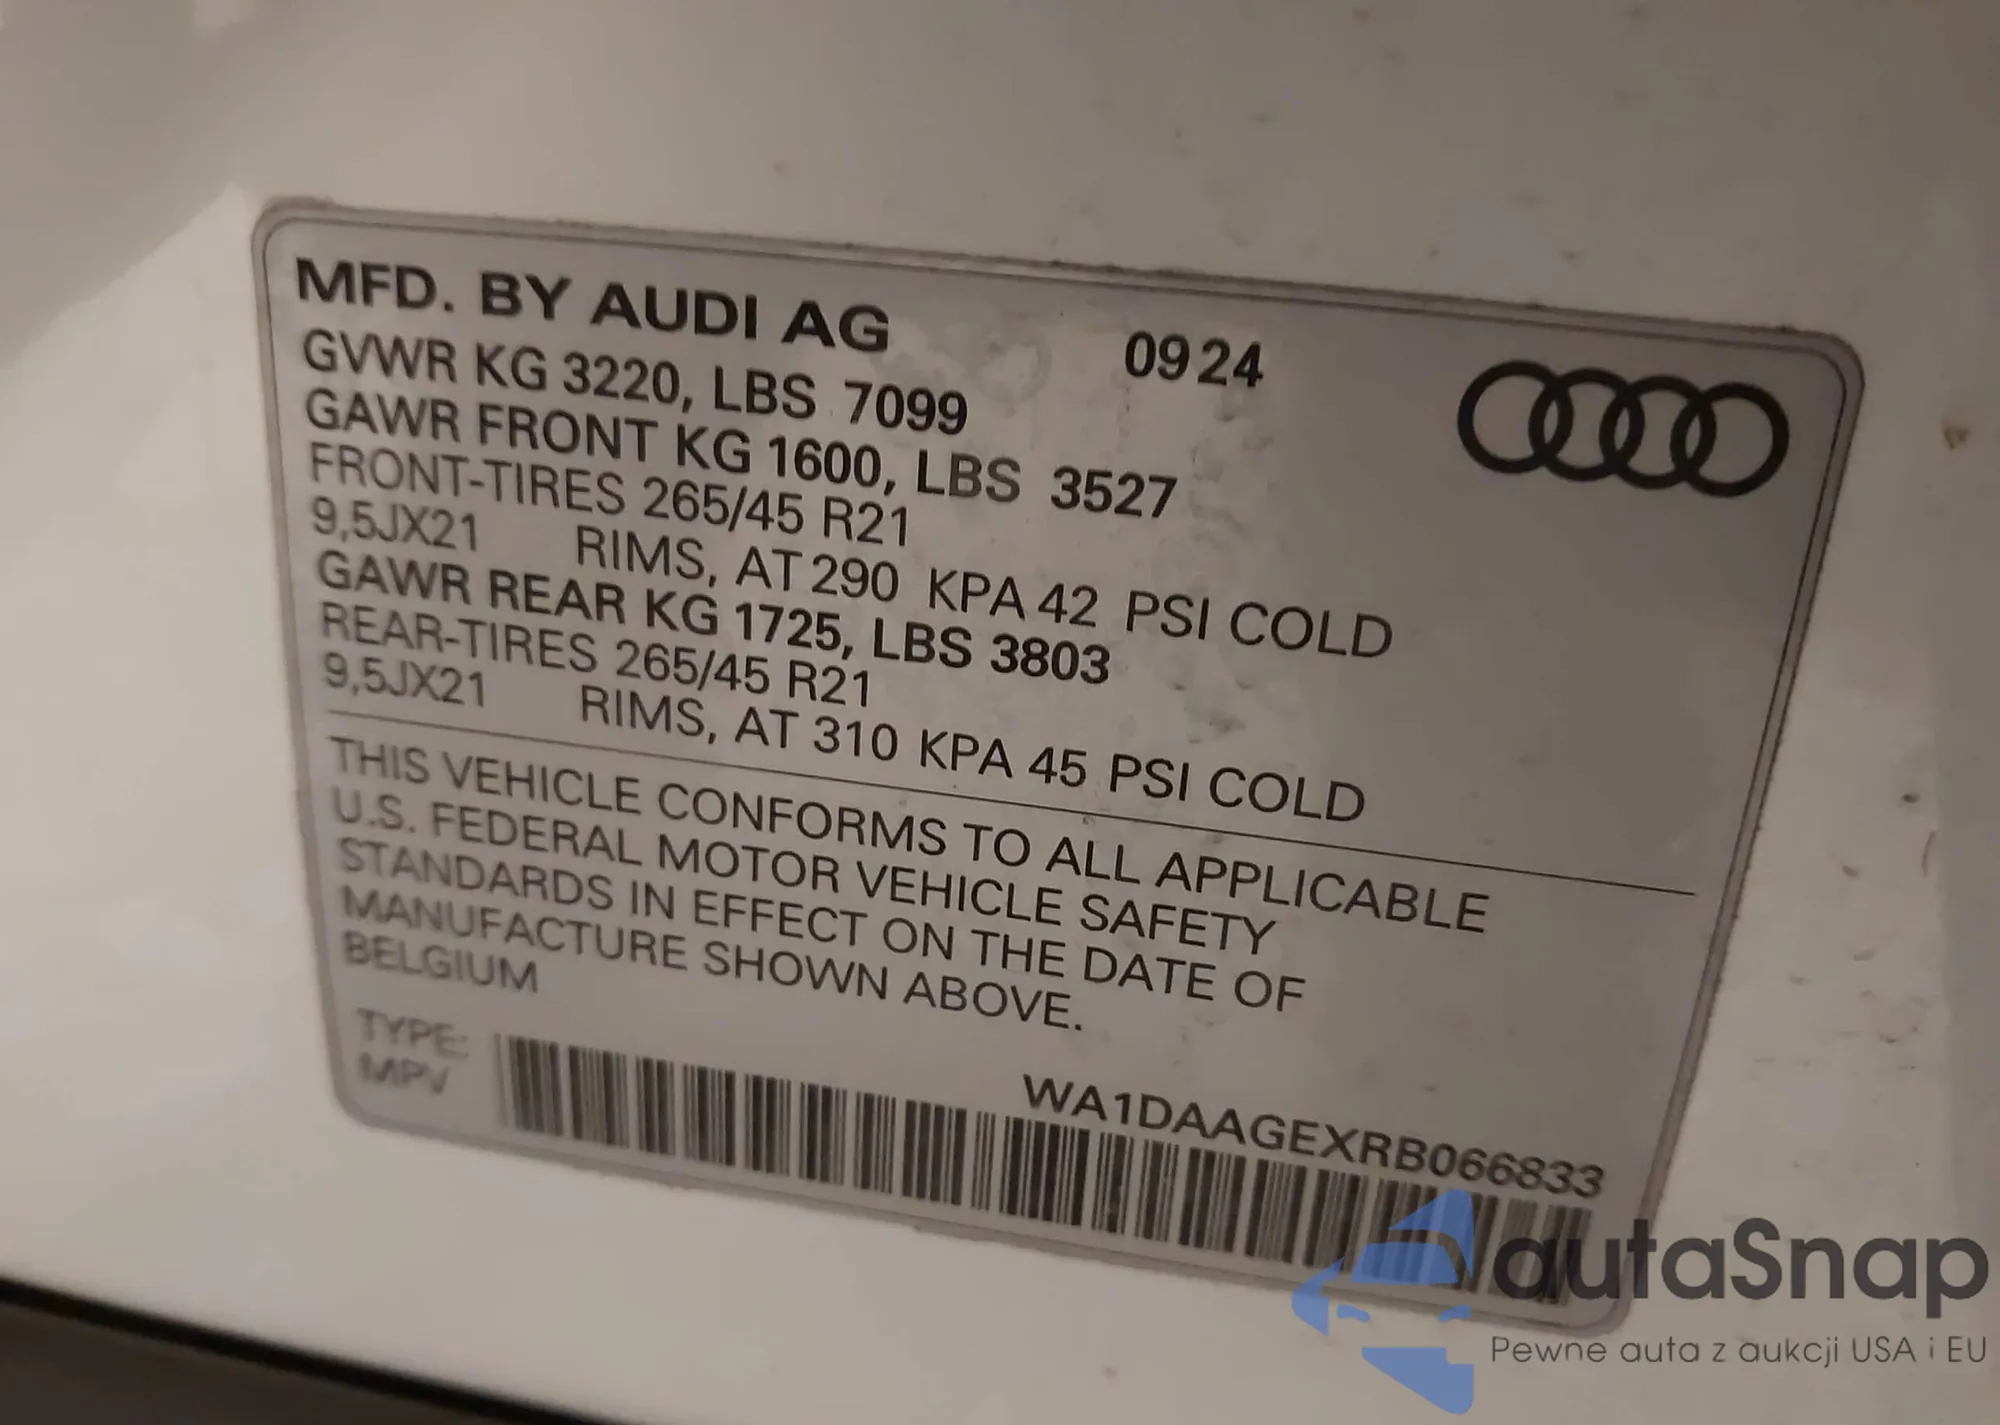 MFD. BY AUDI AG 09 24
GVWR KG 3220, LBS 7099
GAWR FRONT KG 1600, LBS 3527
FRONT-TIRES 265/45 R21
9,5JX21 RIMS, AT 290 KPA 42 PSI COLD
GAWR REAR KG 1725, LBS 3803
REAR-TIRES 265/45 R21
9,5JX21 RIMS, AT 310 KPA 45 PSI COLD
THIS VEHICLE CONFORMS TO ALL APPLICABLE
U.S. FEDERAL MOTOR VEHICLE SAFETY
STANDARDS IN EFFECT ON THE DATE OF
MANUFACTURE SHOWN ABOVE.
BELGIUM
TYPE:
MPV
WA1DAAGEXRB066833
autaSnap
Pewne auta z aukcji USA i EU